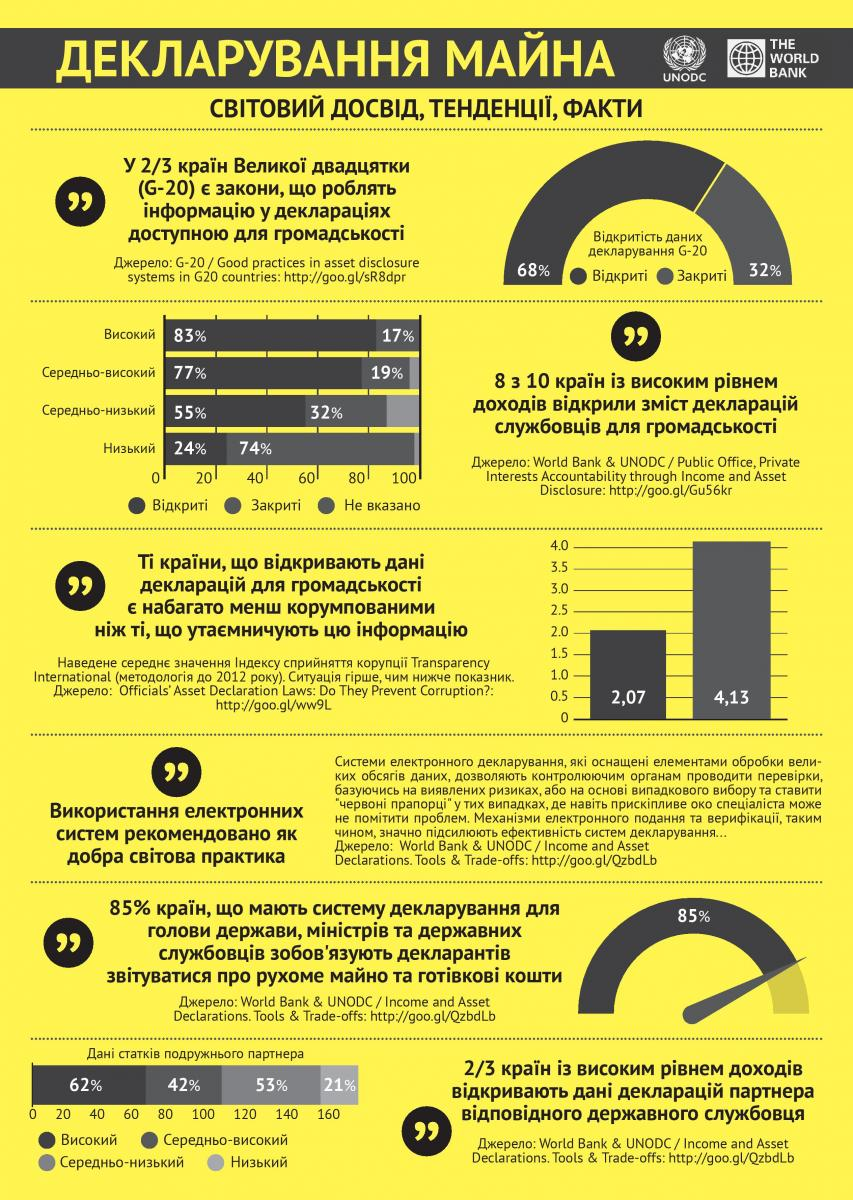 ДЕКЛАРУВАННЯ МАЙНА
UNODC
THE
WORLD
BANK
СВІТОВИЙ ДОСВІД, ТЕНДЕНЦІЇ, ФАКТИ
У 2/3 країн Великої двадцятки
(G-20) є закони, що роблять
інформацію у деклараціях
доступною для громадськості
Джерело: G-20 / Good practices in asset disclosure
systems in G20 countries: http://goo.gl/sR8dpr
Відкритість даних
декларування G-20
68% Відкриті Закриті 32%
Високий 83% 17%
Середньо-високий 77% 19%
Середньо-низький 55% 32%
Низький 24% 74%
0 20 40 60 80 100
Відкриті Закриті Не вказано
8 з 10 країн із високим рівнем
доходів відкрили зміст декларацій
службовців для громадськості
Джерело: World Bank & UNODC / Public Office, Private
Interests Accountability through Income and Asset
Disclosure: http://goo.gl/Gu56kr
Ті країни, що відкривають дані
декларацій для громадськості
є набагато менш корумпованими
ніж ті, що утаємничують цю інформацію
Наведене середнє значення Індексу сприйняття корупції Transparency
International (методологія до 2012 року). Ситуація гірше, чим нижче показник.
Джерело: Officials' Asset Declaration Laws: Do They Prevent Corruption?:
http://goo.gl/ww9L
4.0
3.5
3.0
2.5
2.0
1.5
1.0
0.5
0
2,07 4,13
Використання електронних
систем рекомендовано як
добра світова практика
Системи електронного декларування, які оснащені елементами обробки вели-
ких обсягів даних, дозволяють контролюючим органам проводити перевірки,
базуючись на виявлених ризиках, або на основі випадкового вибору та ставити
"червоні прапорці" у тих випадках, де навіть прискіпливе око спеціаліста може
не помітити проблем. Механізми електронного подання та верифікації, таким
чином, значно підсилюють ефективність систем декларування...
Джерело: World Bank & UNODC / Income and Asset
Declarations. Tools & Trade-offs: http://goo.gl/QzbdLb
85% країн, що мають систему декларування для
голови держави, міністрів та державних
службовців зобов'язують декларантів
звітуватися про рухоме майно та готівкові кошти
Джерело: World Bank & UNODC / Income and Asset
Declarations. Tools & Trade-offs: http://goo.gl/QzbdLb
85%
Дані статків подружнього партнера
62% 42% 53% 21%
0 20 40 60 80 100 120 140 160
Високий Середньо-високий
Середньо-низький Низький
2/3 країн із високим рівнем доходів
відкривають дані декларацій партнера
відповідного державного службовця
Джерело: World Bank & UNODC / Income and Asset
Declarations. Tools & Trade-offs: http://goo.gl/QzbdLb